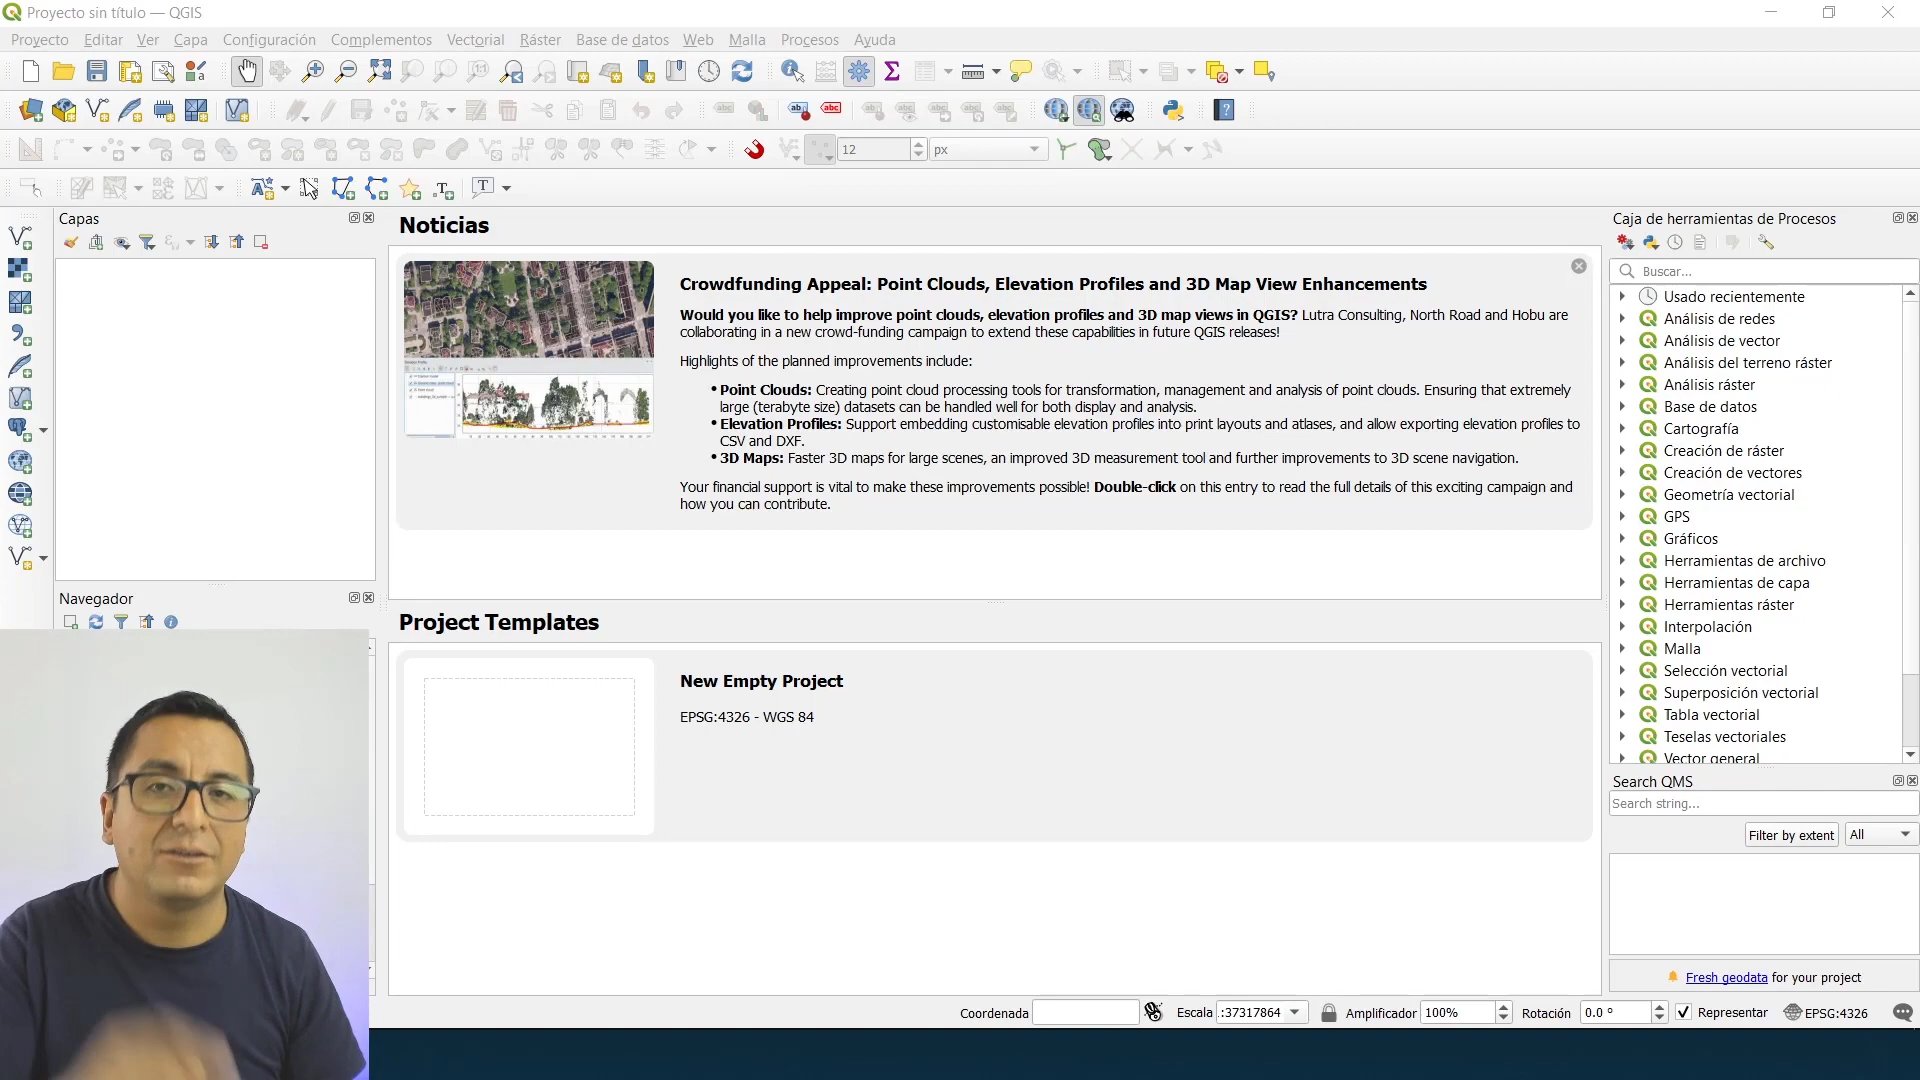 Proyecto sin título — QGIS
Proyecto Editar Ver Capa Configuración Complementos Vectorial Ráster Base de datos Web Malla Procesos Ayuda
abc abc
12 px
Capas
Noticias
Crowdfunding Appeal: Point Clouds, Elevation Profiles and 3D Map View Enhancements
Would you like to help improve point clouds, elevation profiles and 3D map views in QGIS? Lutra Consulting, North Road and Hobu are
collaborating in a new crowd-funding campaign to extend these capabilities in future QGIS releases!
Highlights of the planned improvements include:
• Point Clouds: Creating point cloud processing tools for transformation, management and analysis of point clouds. Ensuring that extremely
large (terabyte size) datasets can be handled well for both display and analysis.
• Elevation Profiles: Support embedding customisable elevation profiles into print layouts and atlases, and allow exporting elevation profiles to
CSV and DXF.
• 3D Maps: Faster 3D maps for large scenes, an improved 3D measurement tool and further improvements to 3D scene navigation.
Your financial support is vital to make these improvements possible! Double-click on this entry to read the full details of this exciting campaign and
how you can contribute.
Navegador
Project Templates
New Empty Project
EPSG:4326 - WGS 84
Caja de herramientas de Procesos
Buscar...
Usado recientemente
Análisis de redes
Análisis de vector
Análisis del terreno ráster
Análisis ráster
Base de datos
Cartografía
Creación de ráster
Creación de vectores
Geometría vectorial
GPS
Gráficos
Herramientas de archivo
Herramientas de capa
Herramientas ráster
Interpolación
Malla
Selección vectorial
Superposición vectorial
Tabla vectorial
Teselas vectoriales
Vector general
Search QMS
Search string...
Filter by extent All
Fresh geodata for your project
Coordenada Escala .:37317864 Amplificador 100% Rotación 0.0 ° Representar EPSG:4326